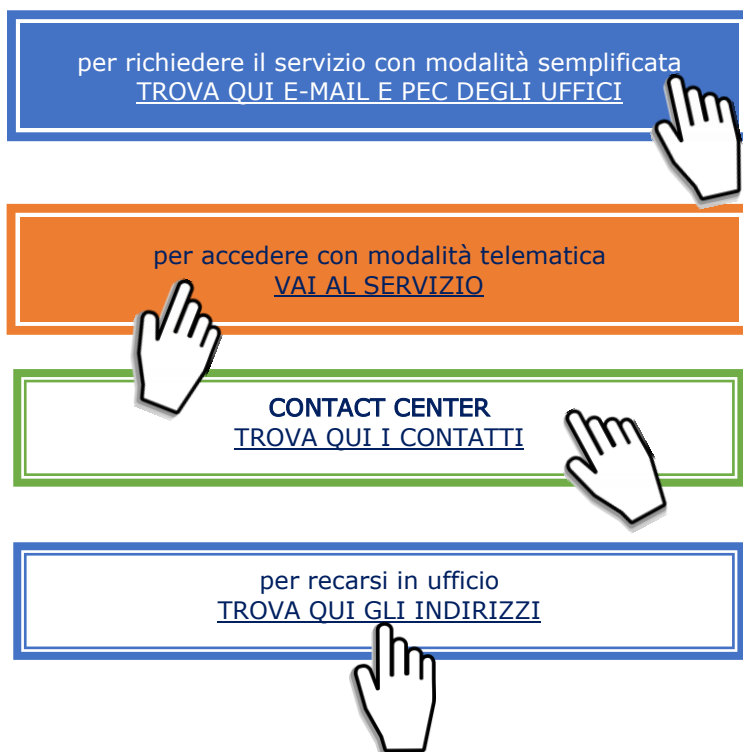 per richiedere il servizio con modalità semplificata
TROVA QUI E-MAIL E PEC DEGLI UFFICI
per accedere con modalità telematica
VAI AL SERVIZIO
CONTACT CENTER
TROVA QUI I CONTATTI
per recarsi in ufficio
TROVA QUI GLI INDIRIZZI